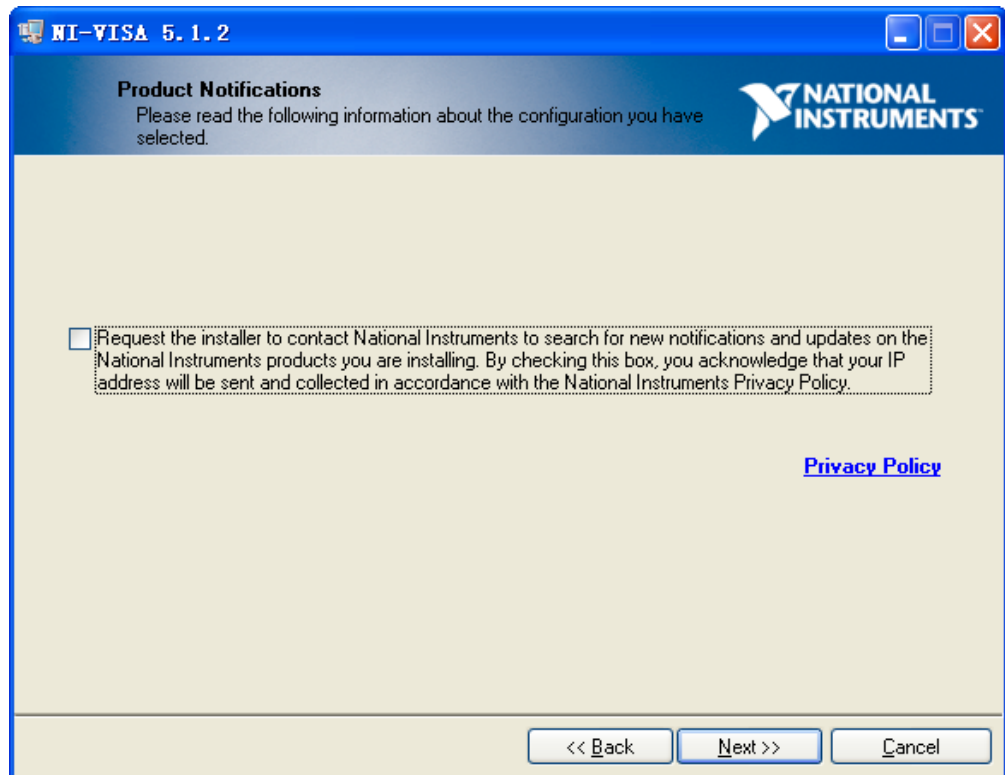 NI-VISA 5.1.2
Product Notifications
Please read the following information about the configuration you have
selected.
NATIONAL
INSTRUMENTS
Request the installer to contact National Instruments to search for new notifications and updates on the
National Instruments products you are installing. By checking this box, you acknowledge that your IP
address will be sent and collected in accordance with the National Instruments Privacy Policy.
Privacy Policy
<< Back
Next >>
Cancel